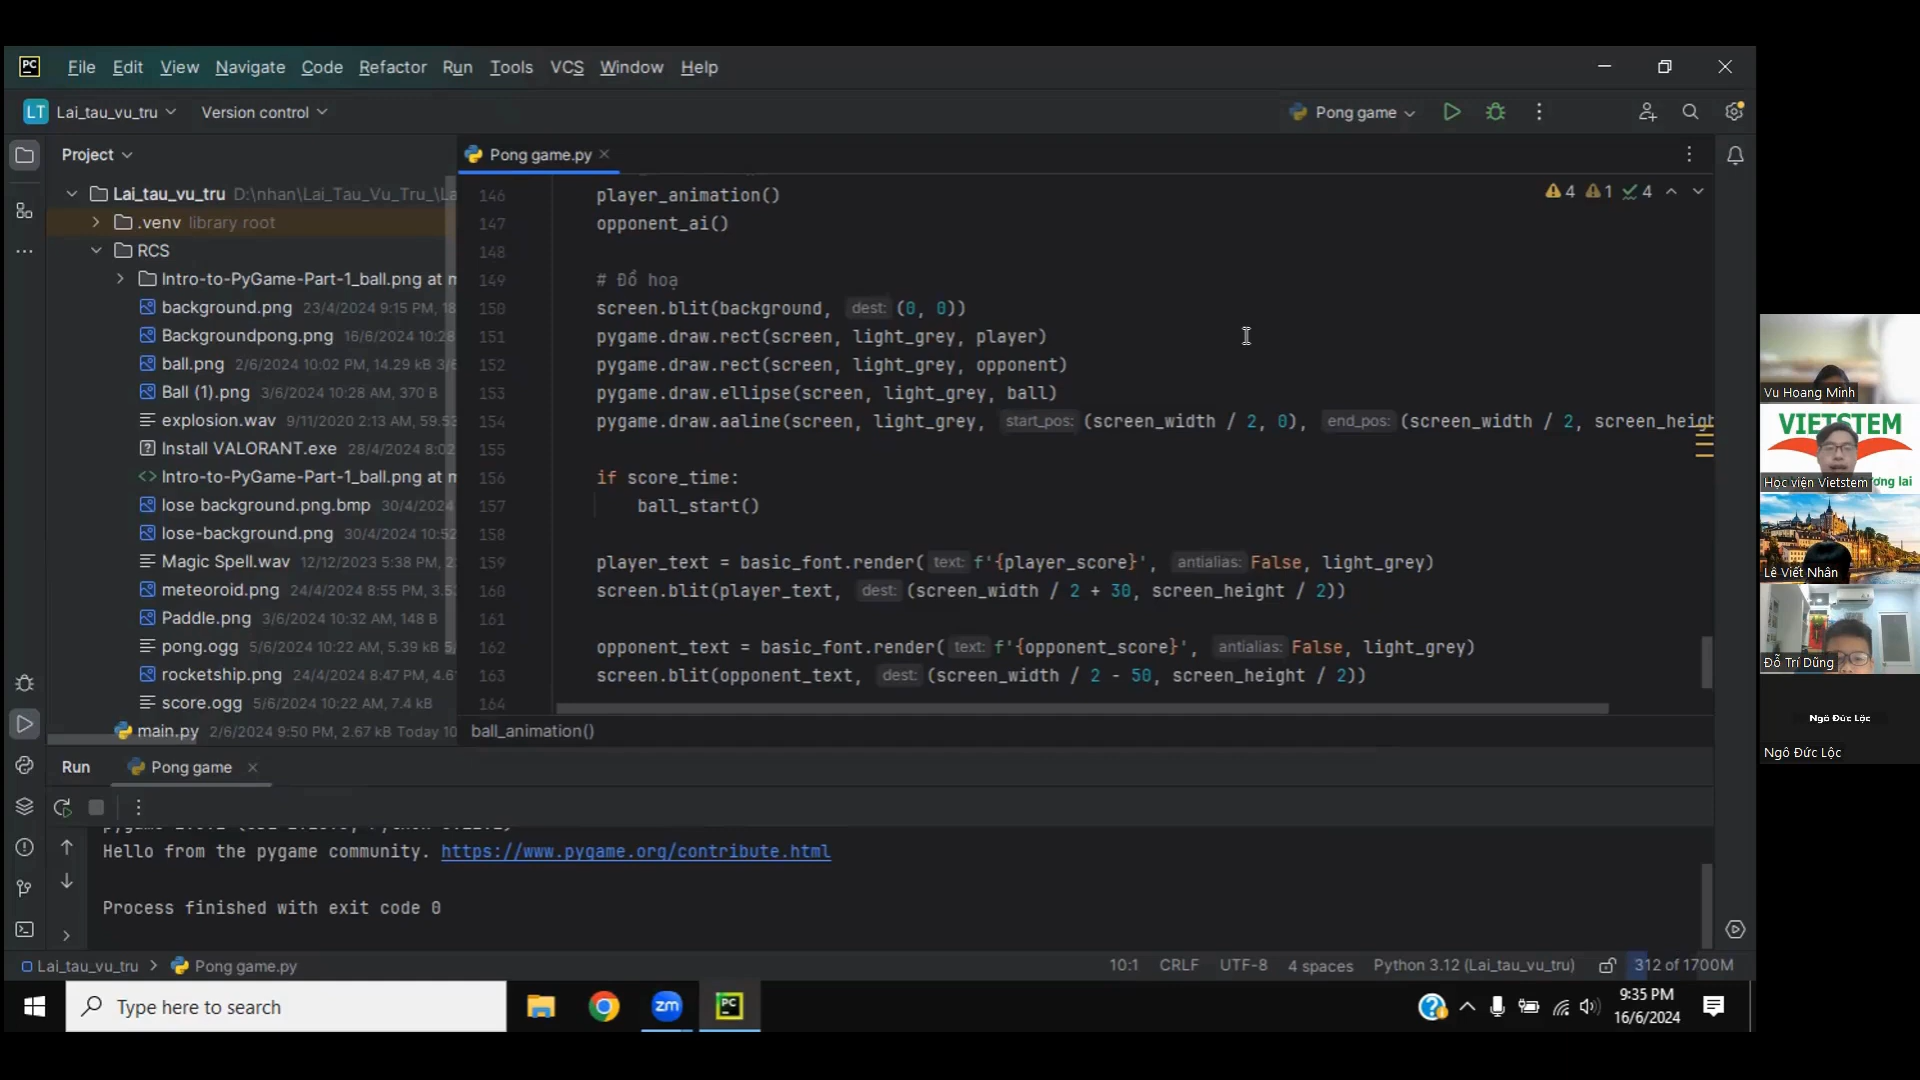 PC File Edit View Navigate Code Refactor Run Tools VCS Window Help
LT Lai_tau_vu_tru Version control Pong game
Project
Pong game.py
Lai_tau_vu_tru D:\nhan\Lai_Tau_Vu_Tru_\La
.venv library root
RCS
Intro-to-PyGame-Part-1_ball.png at m
background.png 23/4/2024 9:15 PM, 18
Backgroundpong.png 16/6/2024 10:28
ball.png 2/6/2024 10:02 PM, 14.29 kB 3/6
Ball (1).png 3/6/2024 10:28 AM, 370 B
explosion.wav 9/11/2020 2:13 AM, 59.53
Install VALORANT.exe 28/4/2024 8:02
Intro-to-PyGame-Part-1_ball.png at m
lose background.png.bmp 30/4/2024
lose-background.png 30/4/2024 10:52
Magic Spell.wav 12/12/2023 5:38 PM, 2
meteoroid.png 24/4/2024 8:55 PM, 3.5
Paddle.png 3/6/2024 10:32 AM, 148 B
pong.ogg 5/6/2024 10:22 AM, 5.39 kB 5/
rocketship.png 24/4/2024 8:47 PM, 4.6
score.ogg 5/6/2024 10:22 AM, 7.4 kB
main.py 2/6/2024 9:50 PM, 2.67 kB Today 10
4 1 4
146 player_animation()
147 opponent_ai()
148
149 # Đồ hoạ
150 screen.blit(background, dest: (0, 0))
151 pygame.draw.rect(screen, light_grey, player)
152 pygame.draw.rect(screen, light_grey, opponent)
153 pygame.draw.ellipse(screen, light_grey, ball)
154 pygame.draw.aaline(screen, light_grey, start_pos: (screen_width / 2, 0), end_pos: (screen_width / 2, screen_heigh
155
156 if score_time:
157 ball_start()
158
159 player_text = basic_font.render( text: f'{player_score}', antialias: False, light_grey)
160 screen.blit(player_text, dest: (screen_width / 2 + 30, screen_height / 2))
161
162 opponent_text = basic_font.render( text: f'{opponent_score}', antialias: False, light_grey)
163 screen.blit(opponent_text, dest: (screen_width / 2 - 50, screen_height / 2))
164
ball_animation()
Run Pong game
Hello from the pygame community. https://www.pygame.org/contribute.html
Process finished with exit code 0
Lai_tau_vu_tru > Pong game.py 10:1 CRLF UTF-8 4 spaces Python 3.12 (Lai_tau_vu_tru) 312 of 1700M
Type here to search
zm
PC
9:35 PM
16/6/2024
Vu Hoang Minh
VIETSTEM
Học viện Vietstem
ơng lai
Lê Viết Nhân
Đỗ Trí Dũng
Ngô Đức Lộc
Ngô Đức Lộc